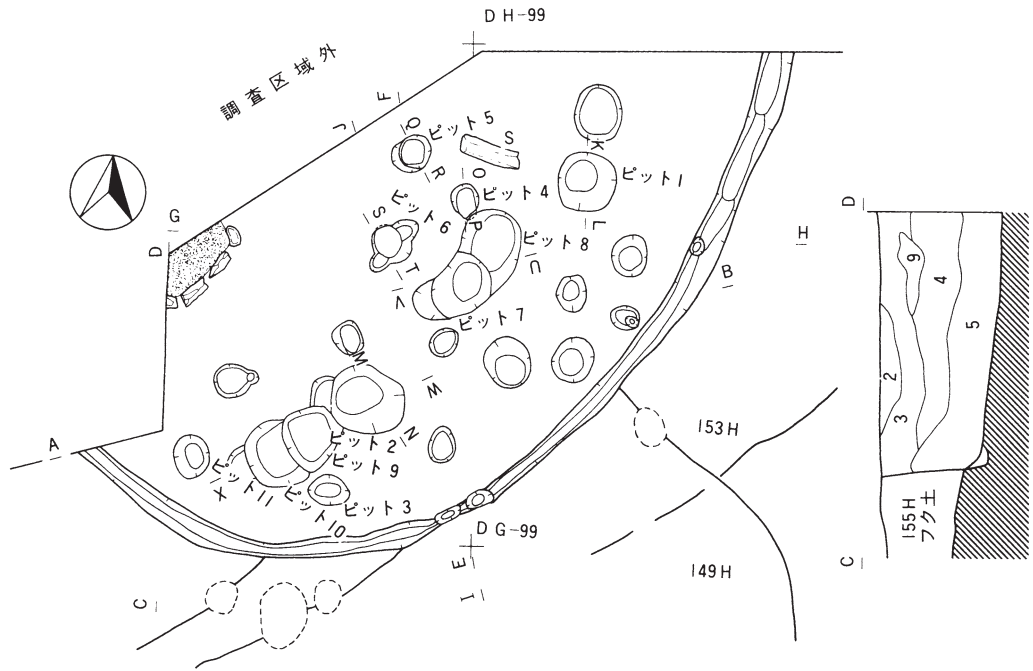 DH-99
調査区域外
F
J
Q
ピット5
S
K
R
O
ピット1
ピット4
G
D
S
ピット6
P
L
ピット8
H
U
T
B
V
ピット7
M
W
A
ピット2
N
ピット9
153H
ピット11
X
ピット3
ピット10
DG-99
E
I
149H
C
D
9
4
5
2
3
155H
フク土
C